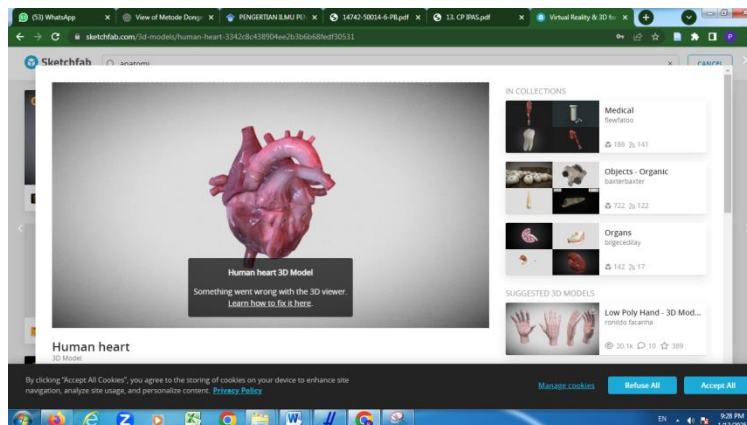 (53) WhatsApp
View of Metode Donge
PENGERTIAN ILMU PE
14742-50014-6-PB.pdf
13. CP IPAS.pdf
Virtual Reality & 3D fo
sketchfab.com/3d-models/human-heart-3342c8c438904ee2b3b6b68fedf30531
Sketchfab
anatomi
CANCEL
IN COLLECTIONS
Medical
flewfatoo
186 141
Objects - Organic
baxterbaxter
722 122
Organs
brigecedilay
142 17
SUGGESTED 3D MODELS
Low Poly Hand - 3D Mod...
ronildo facanha
20.1k 10 389
Human heart 3D Model
Something went wrong with the 3D viewer.
Learn how to fix it here.
Human heart
3D Model
By clicking "Accept All Cookies", you agree to the storing of cookies on your device to enhance site
navigation, analyze site usage, and personalize content. Privacy Policy
Manage cookies
Refuse All
Accept All
EN
9:28 PM